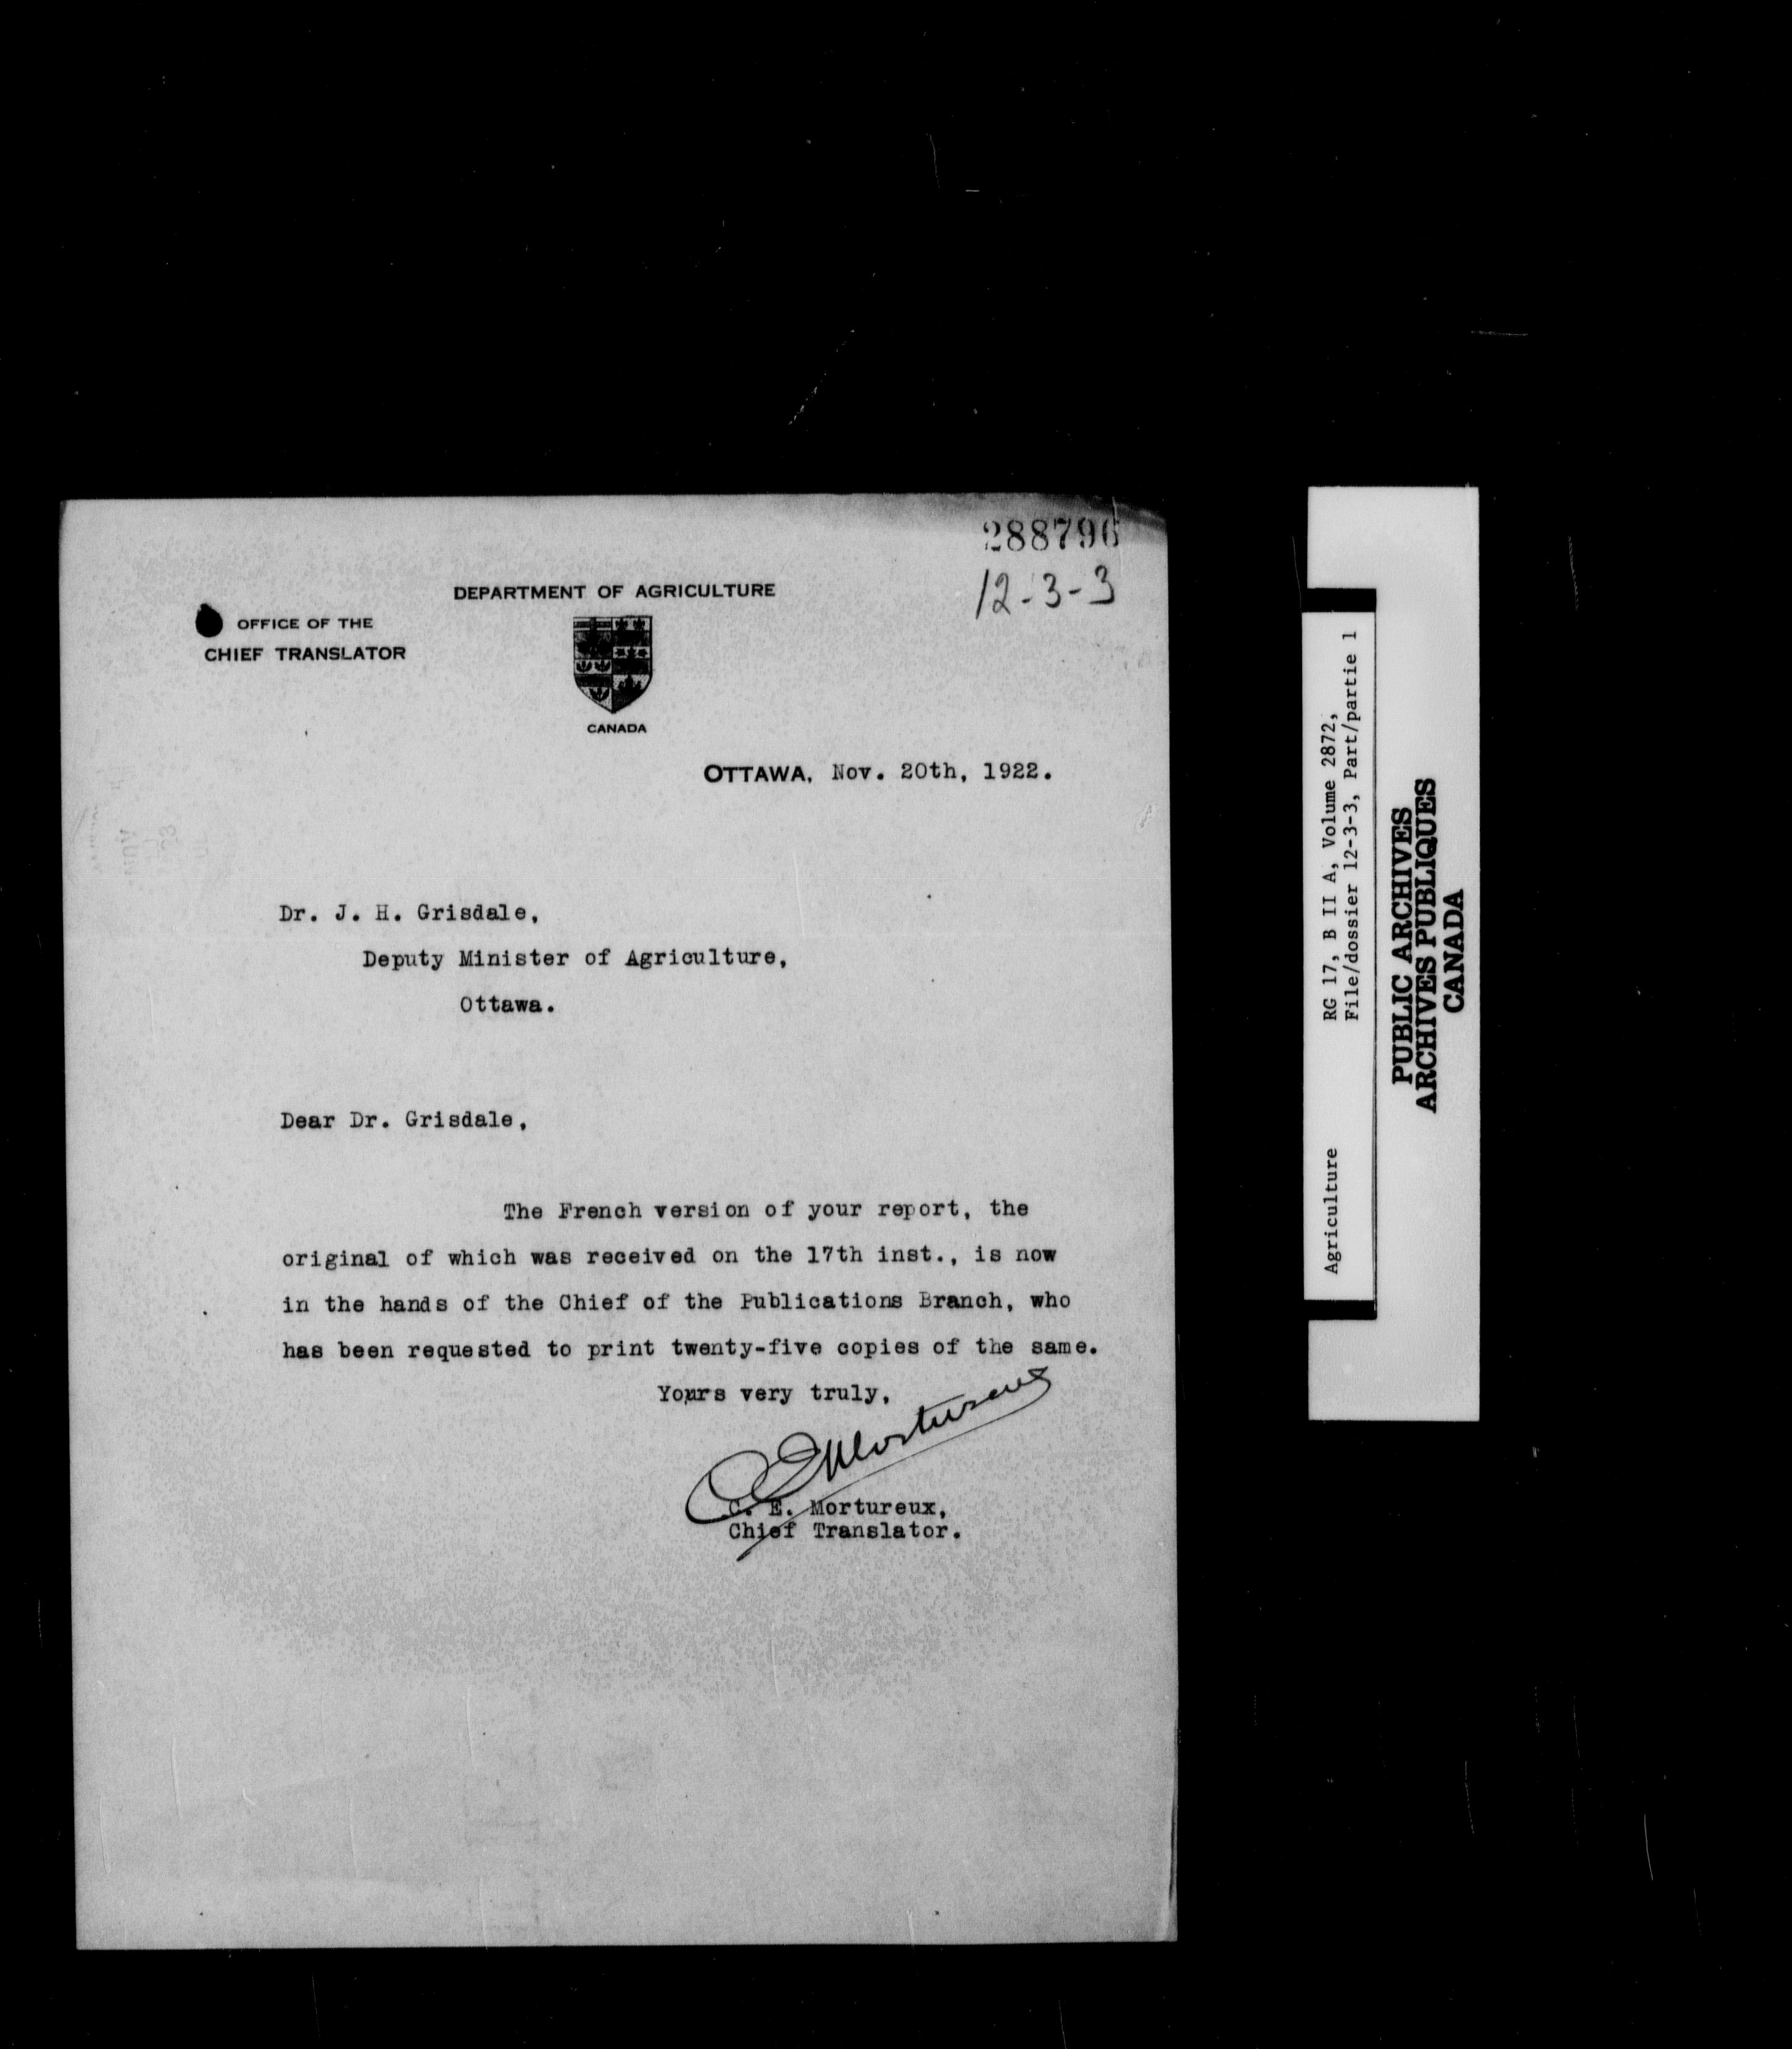 288796
12-3-3
DEPARTMENT OF AGRICULTURE
OFFICE OF THE
CHIEF TRANSLATOR
CANADA
OTTAWA, Nov. 20th, 1922.
Dr. J. H. Grisdale,
Deputy Minister of Agriculture,
Ottawa.
Dear Dr. Grisdale,
The French version of your report, the
original of which was received on the 17th inst., is now
in the hands of the Chief of the Publications Branch, who
has been requested to print twenty-five copies of the same.
Yours very truly,
C E Mortureux
C. E. Mortureux,
Chief Translator.
Agriculture RG 17, B II A, Volume 2872,
File/dossier 12-3-3, Part/partie 1
PUBLIC ARCHIVES
ARCHIVES PUBLIQUES
CANADA